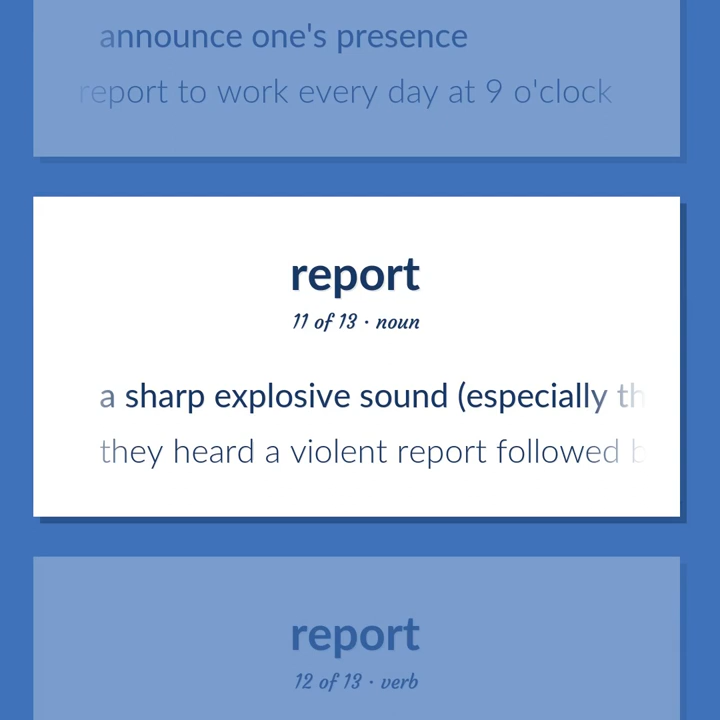 announce one's presence
report to work every day at 9 o'clock
report
11 of 13 · noun
a sharp explosive sound (especially th
they heard a violent report followed b
report
12 of 13 · verb